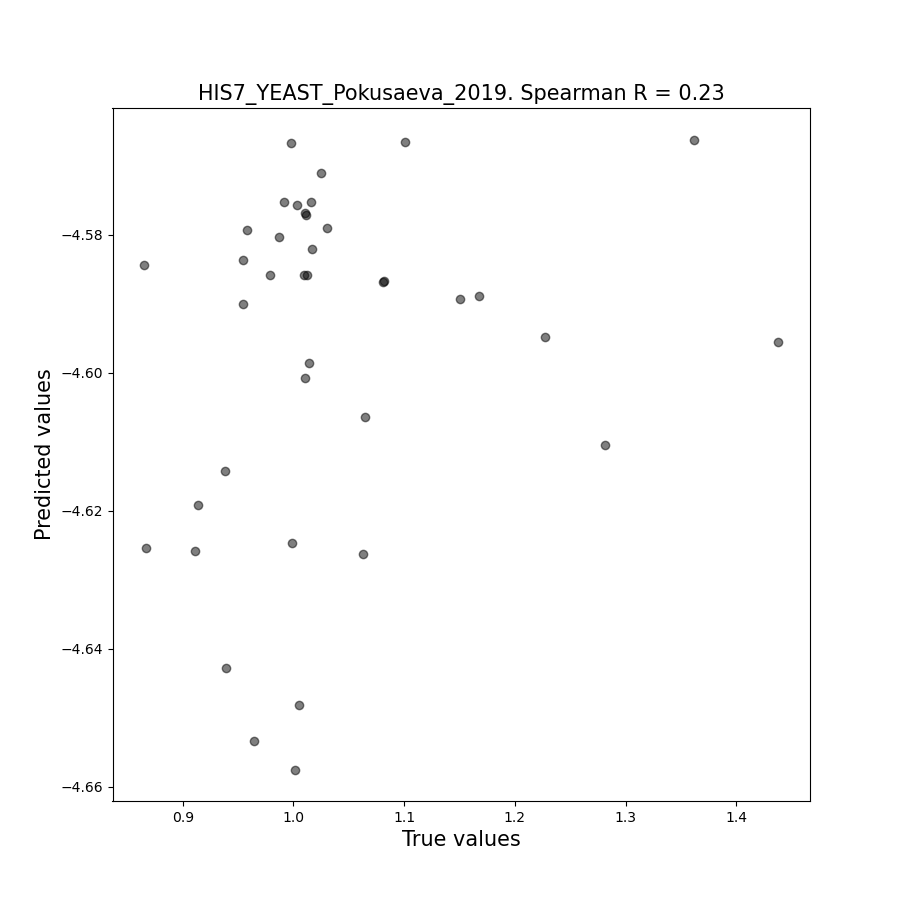 HIS7_YEAST_Pokusaeva_2019. Spearman R = 0.23
Predicted values
−4.58
−4.60
−4.62
−4.64
−4.66
0.9 1.0 1.1 1.2 1.3 1.4
True values